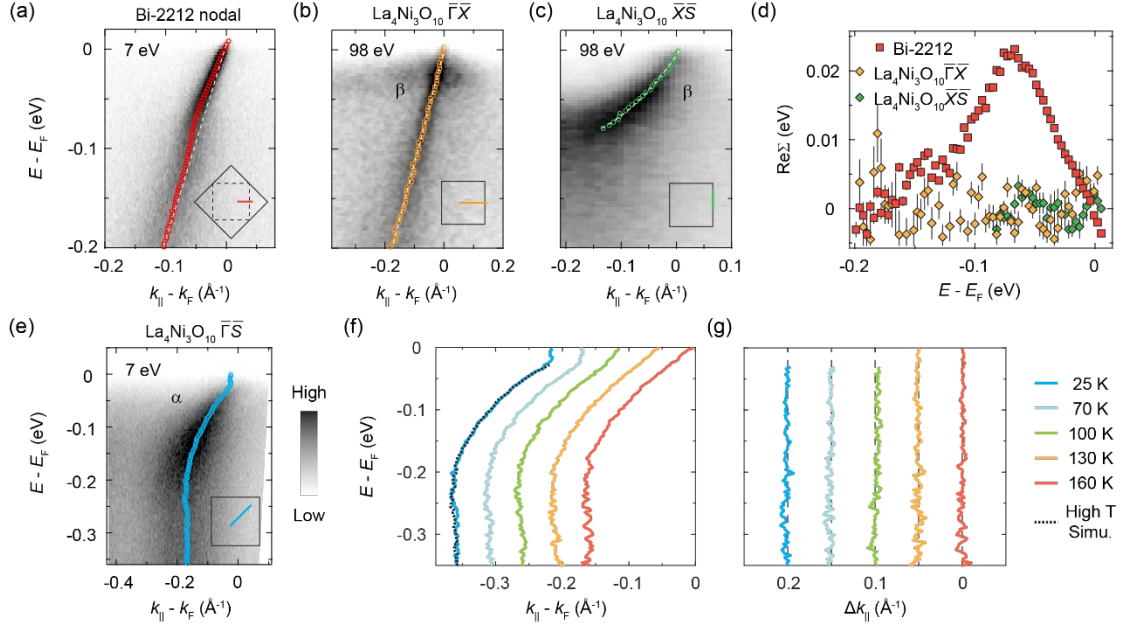 (a) Bi-2212 nodal
7 eV
0
-0.1
-0.2
E - E_F (eV)
-0.1 0
k_|| - k_F (Å⁻¹)
(b) La₄Ni₃O₁₀ Γ̅X̅
98 eV
β
-0.2 0 0.2
k_|| - k_F (Å⁻¹)
(c) La₄Ni₃O₁₀ X̅S̅
98 eV
β
-0.2 -0.1 0 0.1
k_|| - k_F (Å⁻¹)
(d)
Bi-2212
La₄Ni₃O₁₀ Γ̅X̅
La₄Ni₃O₁₀ X̅S̅
0.02
0.01
0
ReΣ (eV)
-0.2 -0.1 0
E - E_F (eV)
(e) La₄Ni₃O₁₀ Γ̅S̅
7 eV
α
0
-0.1
-0.2
-0.3
E - E_F (eV)
-0.4 -0.2 0
k_|| - k_F (Å⁻¹)
High
Low
(f)
0
-0.1
-0.2
-0.3
E - E_F (eV)
-0.3 -0.2 -0.1 0
k_|| - k_F (Å⁻¹)
(g)
0.2 0.1 0
Δk_|| (Å⁻¹)
25 K
70 K
100 K
130 K
160 K
High T
Simu.